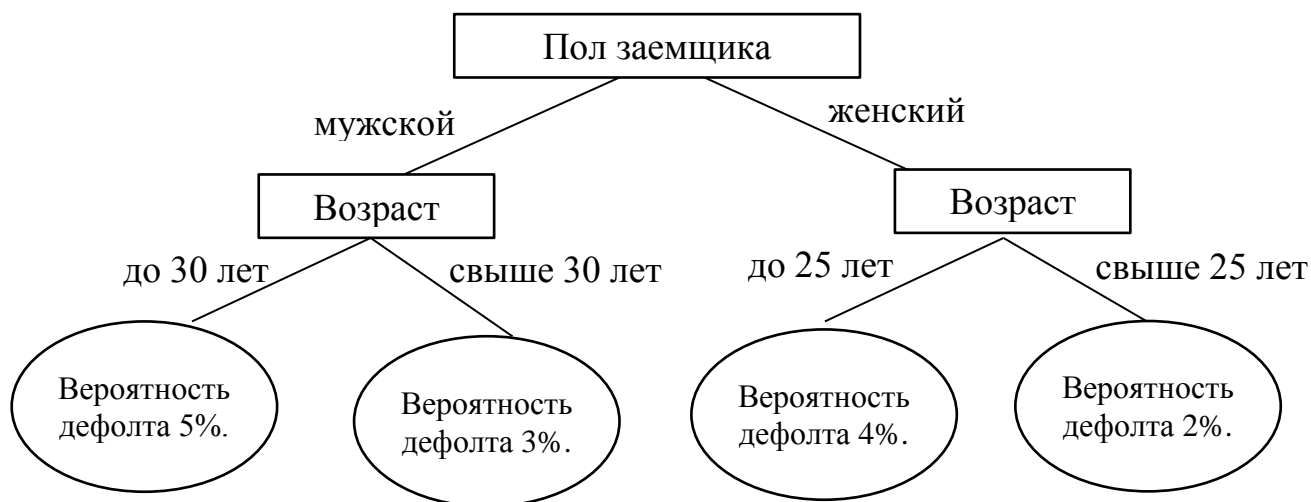 Пол заемщика
мужской
женский
Возраст
Возраст
до 30 лет
свыше 30 лет
до 25 лет
свыше 25 лет
Вероятность
дефолта 5%.
Вероятность
дефолта 3%.
Вероятность
дефолта 4%.
Вероятность
дефолта 2%.